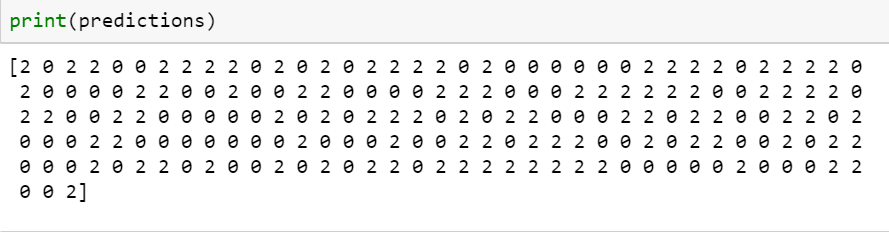 print(predictions)
[2 0 2 2 0 0 2 2 2 2 0 2 0 2 0 2 2 2 2 0 2 0 0 0 0 0 0 2 2 2 2 0 2 2 2 2 0
2 0 0 0 0 2 2 0 0 2 0 0 2 2 0 0 0 0 2 2 2 0 0 0 2 2 2 2 2 2 0 0 2 2 2 2 0
2 2 0 0 2 2 0 0 0 0 0 2 0 2 0 2 2 2 0 2 0 2 2 0 0 0 2 2 0 2 2 0 0 2 2 0 2
0 0 0 2 2 0 0 0 0 0 0 0 2 0 0 0 2 0 0 2 2 0 2 2 2 0 0 2 0 2 2 0 0 2 0 2 2
0 0 0 2 0 2 2 0 2 0 0 2 0 2 0 2 2 0 2 2 2 2 2 2 2 2 0 0 0 0 0 2 0 0 0 2 2
0 0 2]